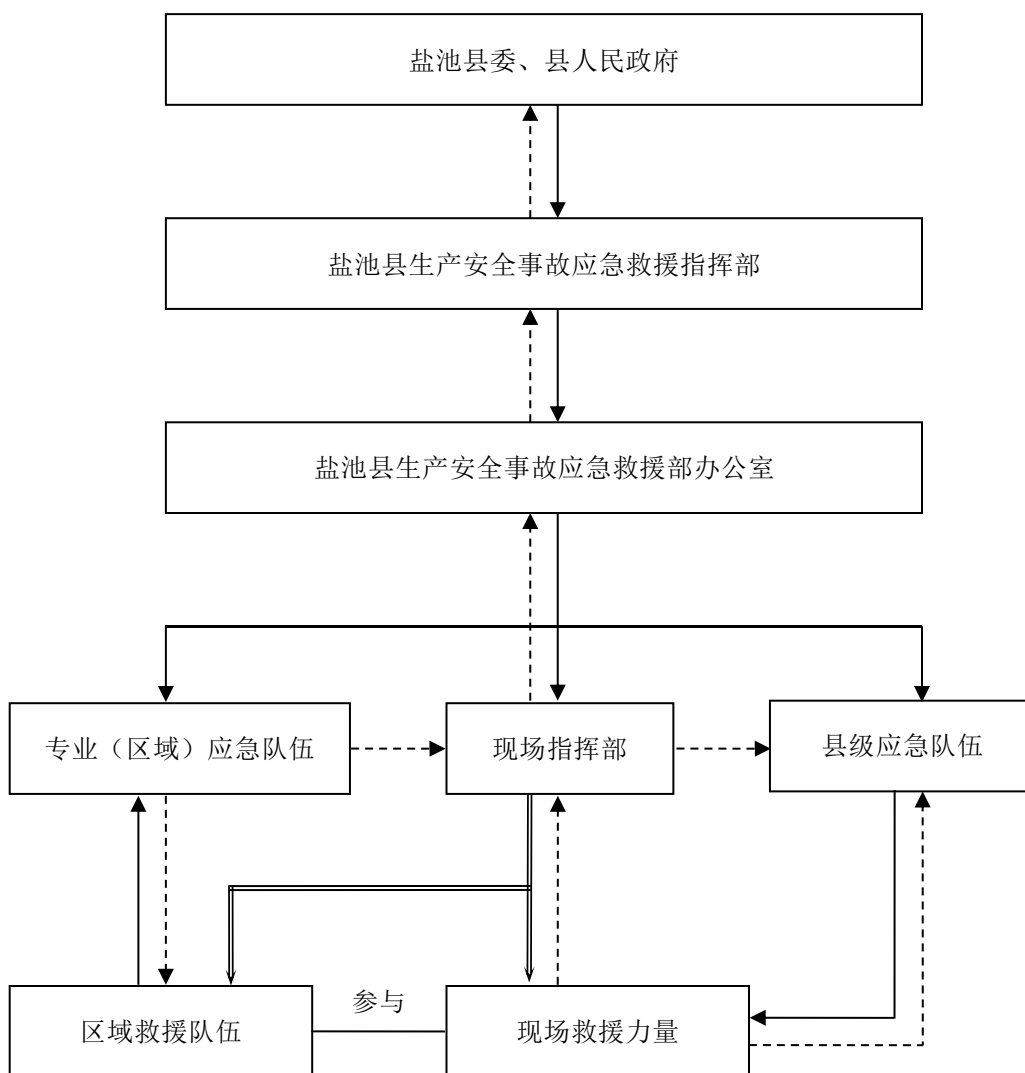 盐池县委、县人民政府
盐池县生产安全事故应急救援指挥部
盐池县生产安全事故应急救援部办公室
专业（区域）应急队伍
现场指挥部
县级应急队伍
参与
区域救援队伍
现场救援力量